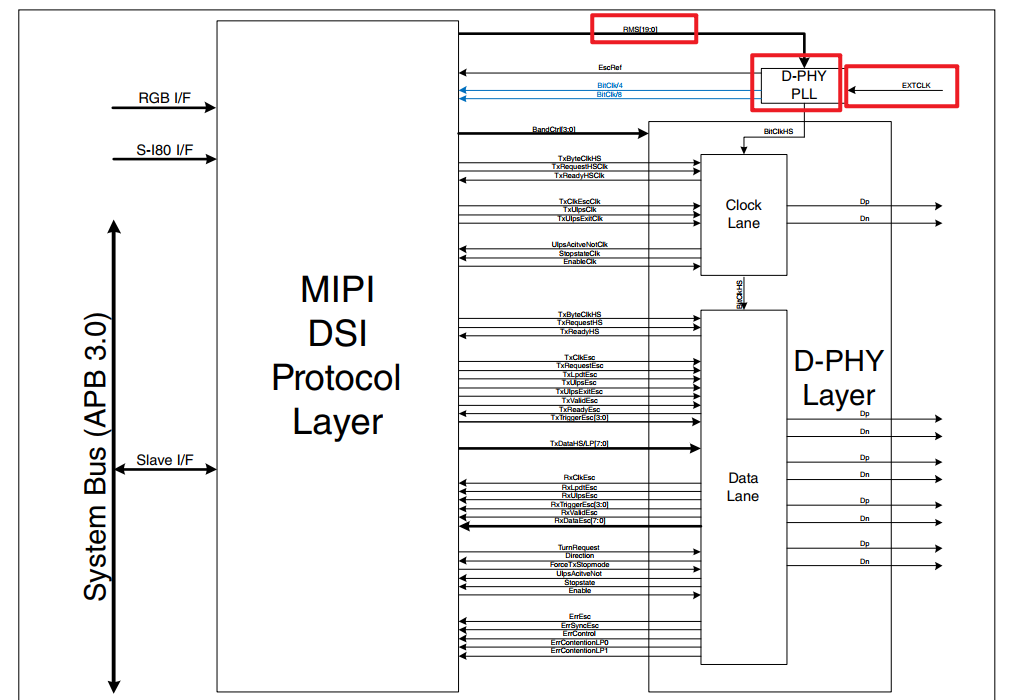 RMS[19:0]
EscRef
BitClk/4
BitClk/8
D-PHY
PLL
EXTCLK
RGB I/F
S-I80 I/F
BandCtrl[3:0]
BitClkHS
TxByteClkHS
TxRequestHSClk
TxReadyHSClk
TxClkEscClk
TxUlpsClk
TxUlpsExitClk
UlpsAcitveNotClk
StopstateClk
EnableClk
Clock
Lane
Dp
Dn
BitClkHS
MIPI
DSI
Protocol
Layer
System Bus (APB 3.0)
Slave I/F
TxByteClkHS
TxRequestHS
TxReadyHS
TxClkEsc
TxRequestEsc
TxLpdtEsc
TxUlpsEsc
TxUlpsExitEsc
TxValidEsc
TxReadyEsc
TxTriggerEsc[3:0]
TxDataHS/LP[7:0]
RxClkEsc
RxLpdtEsc
RxUlpsEsc
RxTriggerEsc[3:0]
RxValidEsc
RxDataEsc[7:0]
TurnRequest
Direction
ForceTxStopmode
UlpsAcitveNot
Stopstate
Enable
ErrEsc
ErrSyncEsc
ErrControl
ErrContentionLP0
ErrContentionLP1
Data
Lane
D-PHY
Layer
Dp
Dn
Dp
Dn
Dp
Dn
Dp
Dn